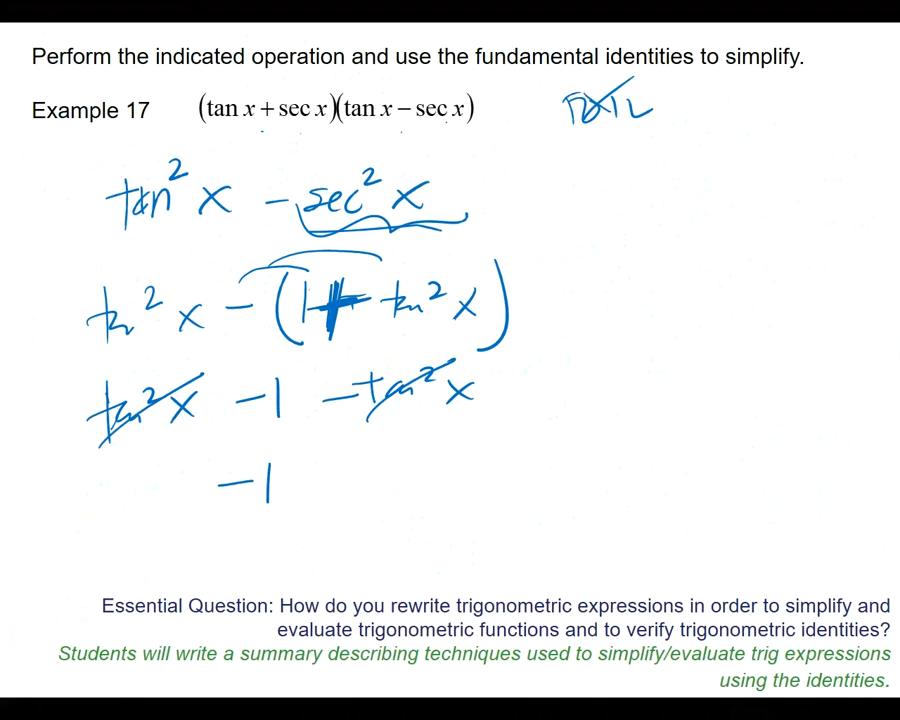 Perform the indicated operation and use the fundamental identities to simplify.
Example 17 (tan x + sec x)(tan x − sec x)
tan² x − sec² x
tn² x − (1 + tn² x)
tan² x − 1 − tan² x
−1
Essential Question: How do you rewrite trigonometric expressions in order to simplify and
evaluate trigonometric functions and to verify trigonometric identities?
Students will write a summary describing techniques used to simplify/evaluate trig expressions
using the identities.